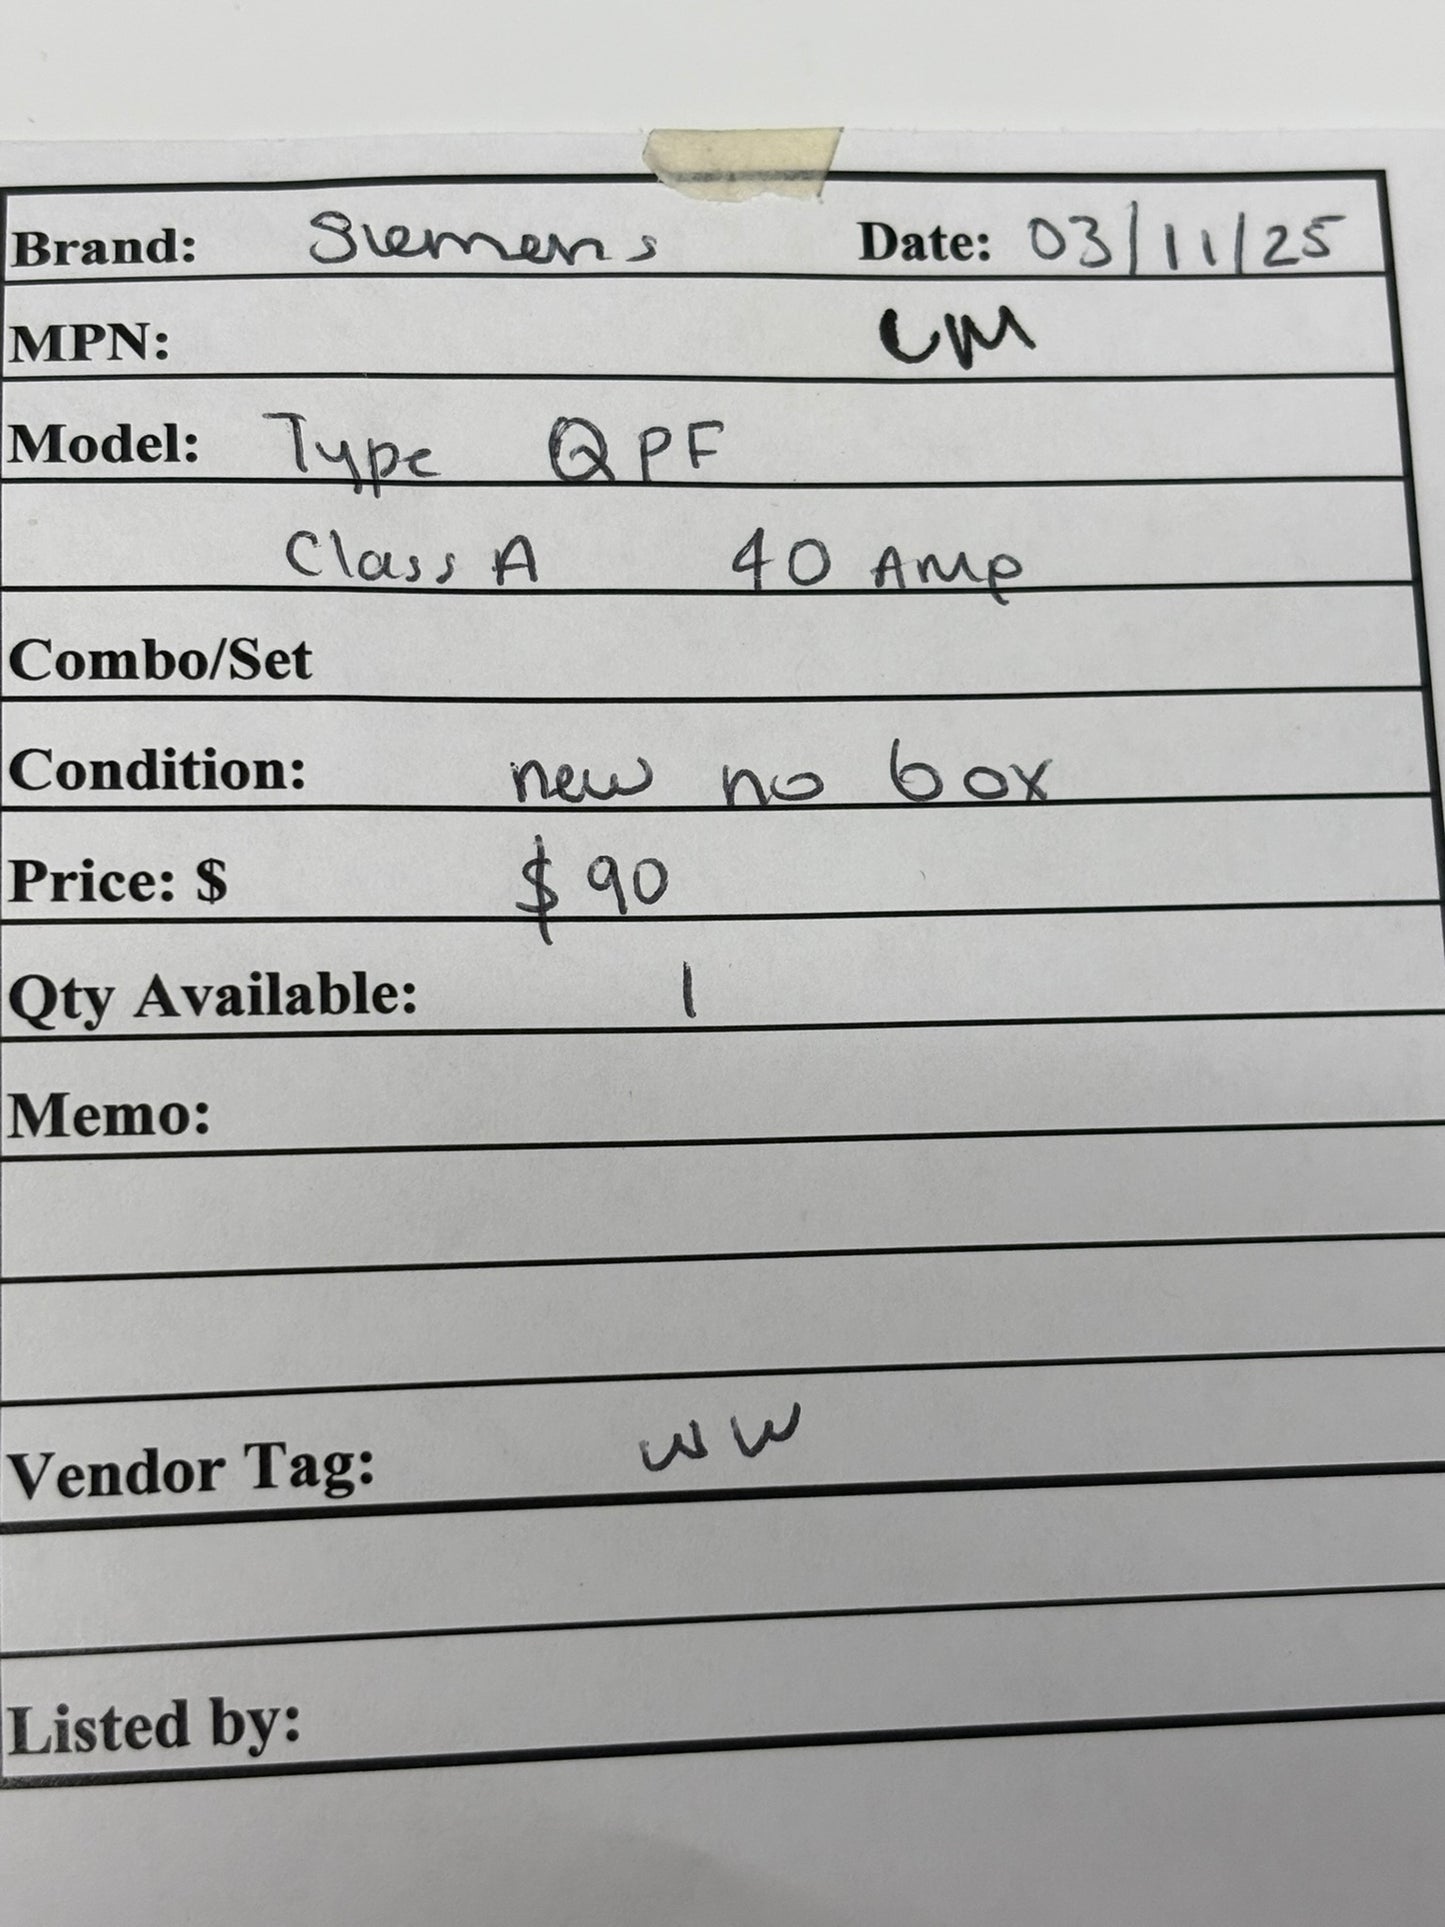 Brand: Siemens Date: 03/11/25
MPN: CM
Model: Type QPF
Class A 40 Amp
Combo/Set
Condition: new no box
Price: $ $90
Qty Available: 1
Memo:
Vendor Tag: WW
Listed by: